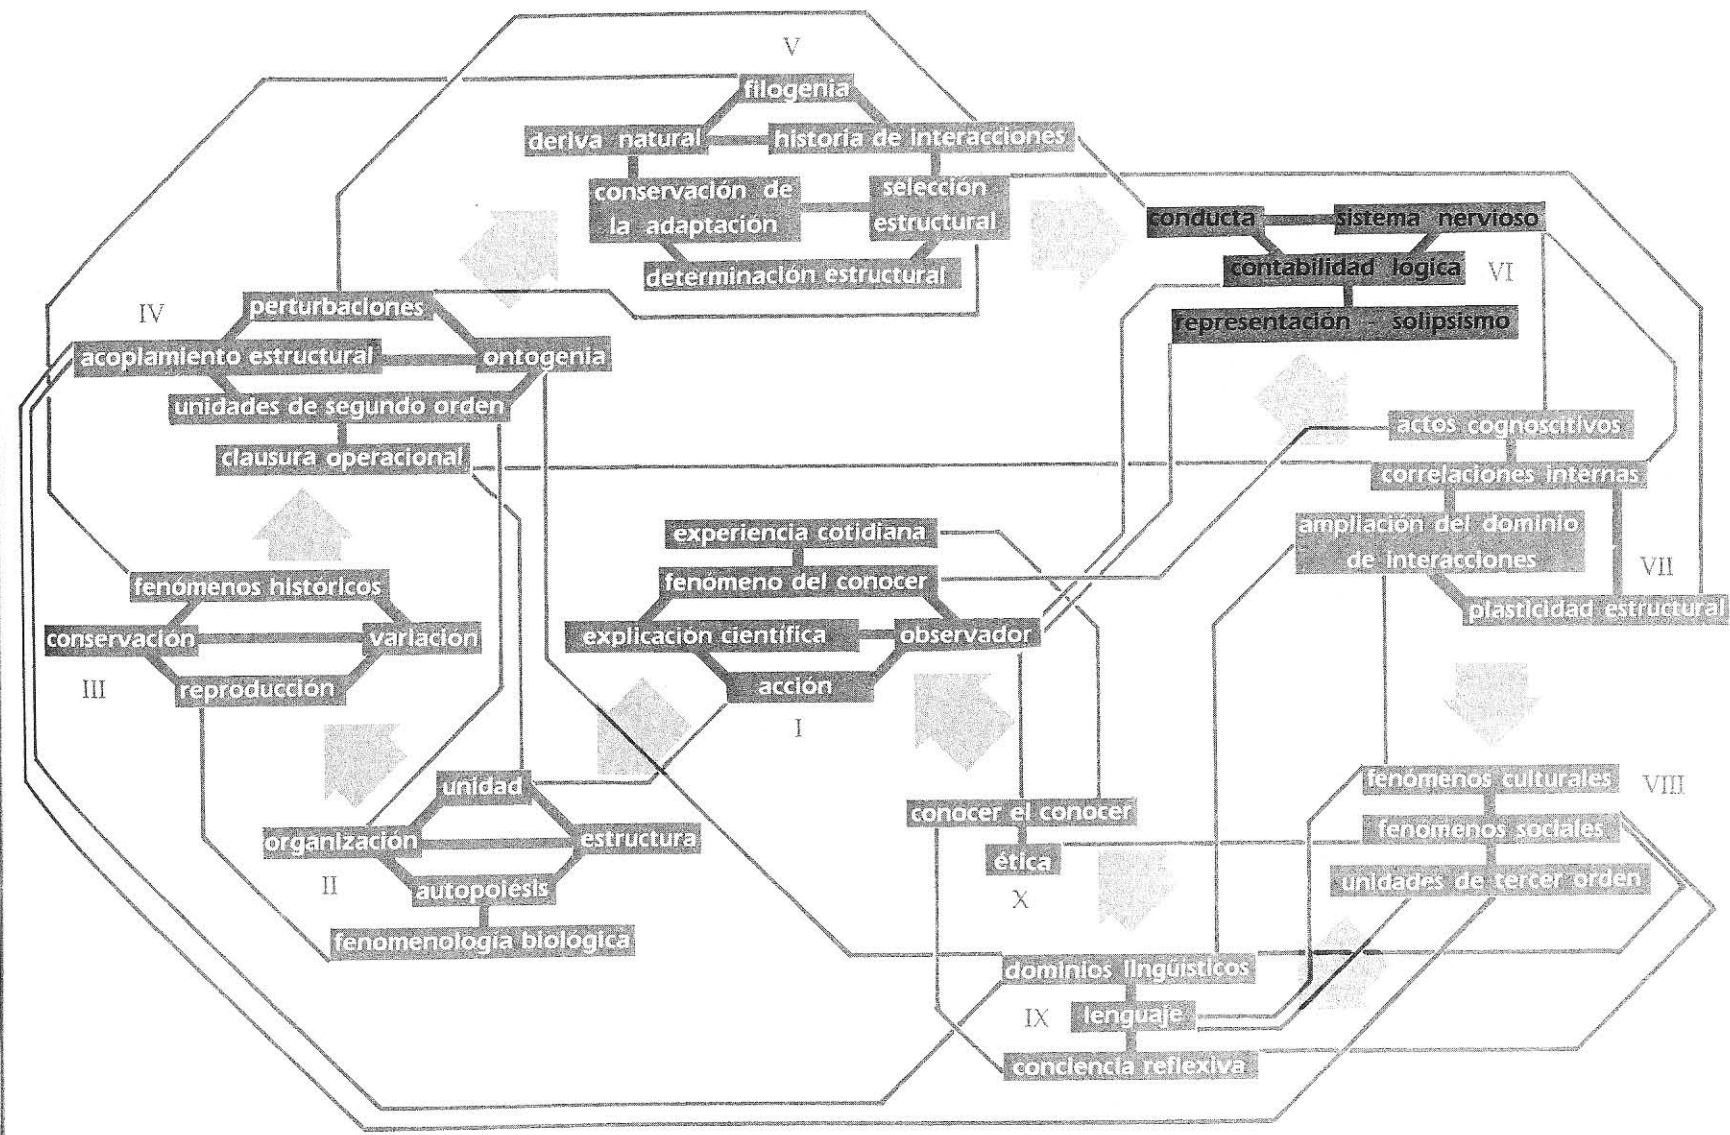 V
filogenia
deriva natural
historia de interacciones
conservación de
la adaptación
selección
estructural
determinación estructural
conducta
sistema nervioso
contabilidad lógica
VI
representación - solipsismo
IV
perturbaciones
acoplamiento estructural
ontogenia
unidades de segundo orden
clausura operacional
actos cognoscitivos
correlaciones internas
ampliación del dominio
de interacciones
VII
plasticidad estructural
experiencia cotidiana
fenómeno del conocer
explicación científica
observador
acción
I
fenómenos históricos
conservación
variación
reproducción
III
unidad
organización
estructura
II
autopoiesis
fenomenología biológica
conocer el conocer
ética
X
fenómenos culturales
VIII
fenómenos sociales
unidades de tercer orden
dominios lingüísticos
IX
lenguaje
conciencia reflexiva